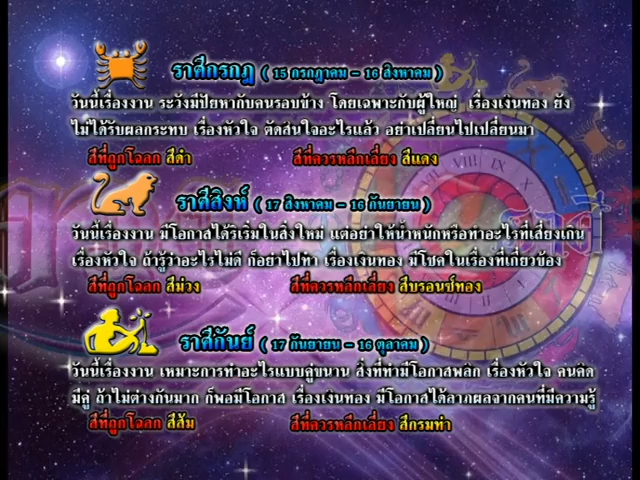 ราศีกรกฎ ( 15 กรกฎาคม - 16 สิงหาคม )
วันนี้เรื่องงาน ระวังมีปัยหากับคนรอบข้าง โดยเฉพาะกับผู้ใหญ่ เรื่องเงินทอง ยัง
ไม่ได้รับผลกระทบ เรื่องหัวใจ ตัดสินใจอะไรแล้ว อย่าเปลี่ยนไปเปลี่ยนมา
สีที่ถูกโฉลก สีดำ สีที่ควรหลีกเลี่ยง สีแดง
ราศีสิงห์ ( 17 สิงหาคม - 16 กันยายน )
วันนี้เรื่องงาน มีโอกาสได้ริเริ่มในสิ่งใหม่ แต่อย่าให้น้ำหนักหรือทำอะไรที่เสี่ยงเกิน
เรื่องหัวใจ ถ้ารู้ว่าอะไรไม่ดี ก็อย่าไปทำ เรื่องเงินทอง มีโชคในเรื่องที่เกี่ยวข้อง
สีที่ถูกโฉลก สีม่วง สีที่ควรหลีกเลี่ยง สีบรอนซ์ทอง
ราศีกันย์ ( 17 กันยายน - 16 ตุลาคม )
วันนี้เรื่องงาน เหมาะการทำอะไรแบบคู่ขนาน สิ่งที่ทำมีโอกาสพลิก เรื่องหัวใจ คนคิด
มีคู่ ถ้าไม่ต่างกันมาก ก็พอมีโอกาส เรื่องเงินทอง มีโอกาสได้ลาภผลจากคนที่มีความรู้
สีที่ถูกโฉลก สีส้ม สีที่ควรหลีกเลี่ยง สีกรมท่า